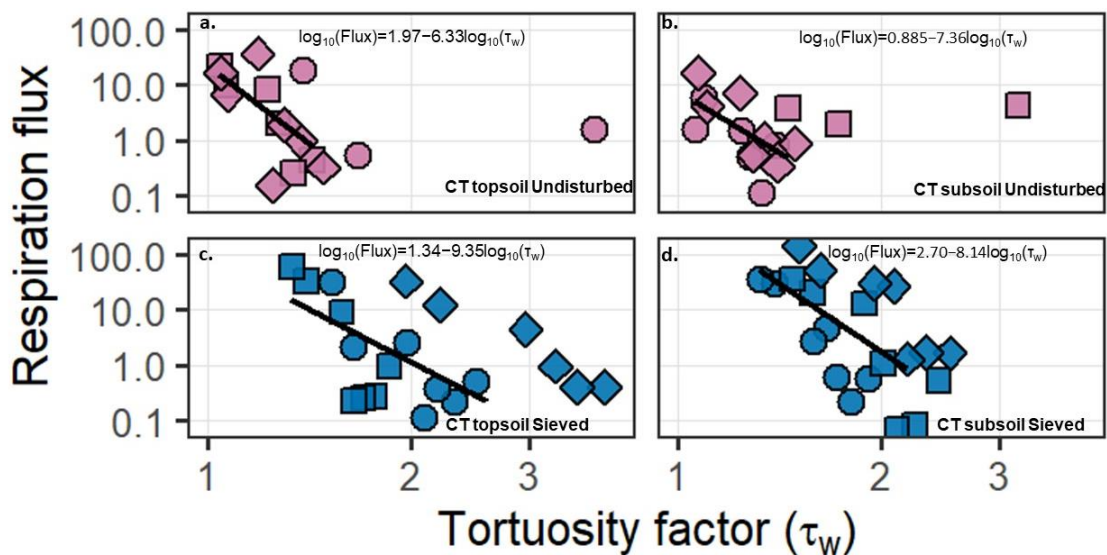 a.
log10(Flux)=1.97−6.33log10(τw)
CT topsoil Undisturbed
b.
log10(Flux)=0.885−7.36log10(τw)
CT subsoil Undisturbed
100.0
10.0
1.0
0.1
c.
log10(Flux)=1.34−9.35log10(τw)
CT topsoil Sieved
d.
log10(Flux)=2.70−8.14log10(τw)
CT subsoil Sieved
100.0
10.0
1.0
0.1
Respiration flux
1 2 3
1 2 3
Tortuosity factor (τw)